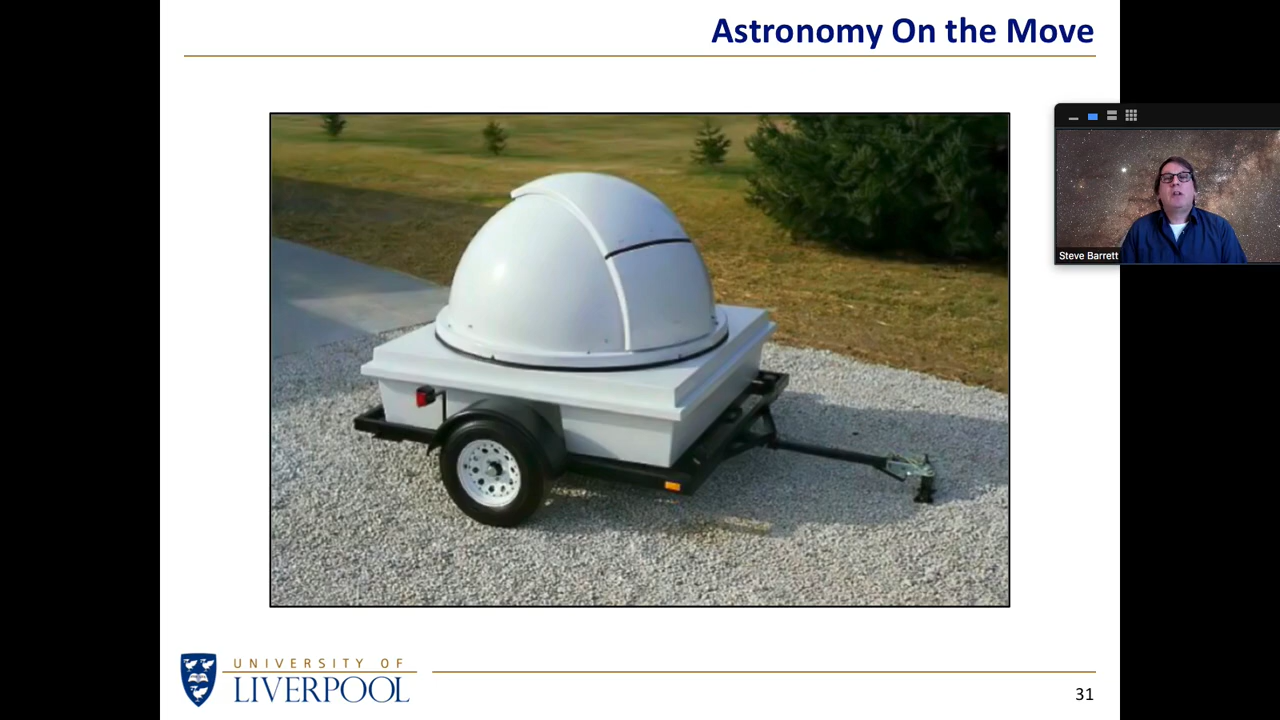 Astronomy On the Move
Steve Barrett
UNIVERSITY OF
LIVERPOOL
31